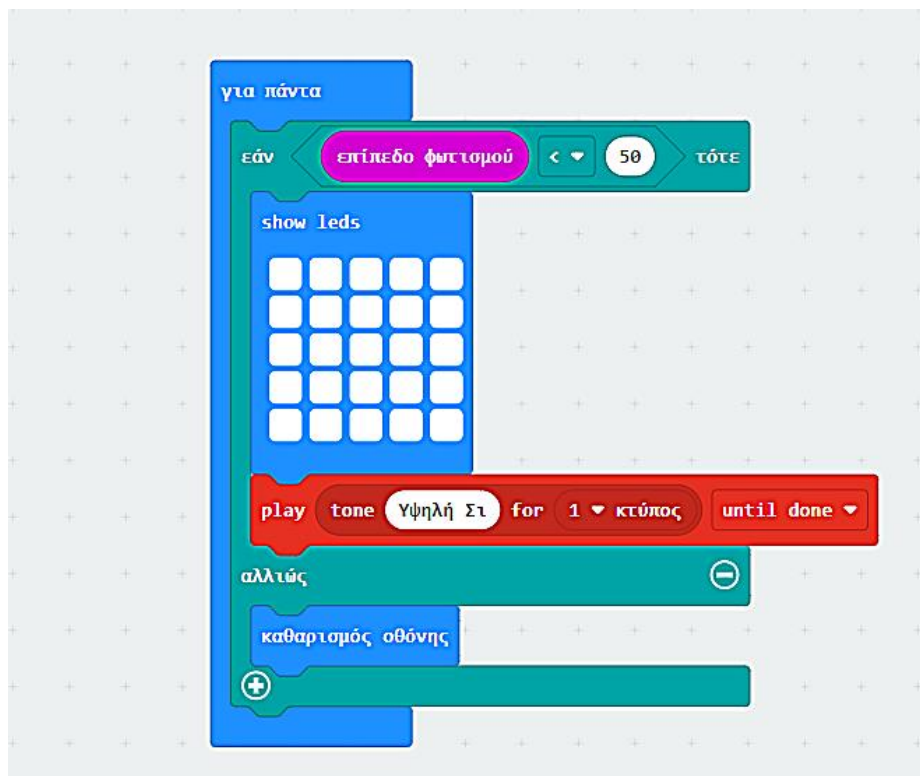 για πάντα
εάν επίπεδο φωτισμού < 50 τότε
show leds
play tone Υψηλή Σι for 1 κτύπος until done
αλλιώς
καθαρισμός οθόνης